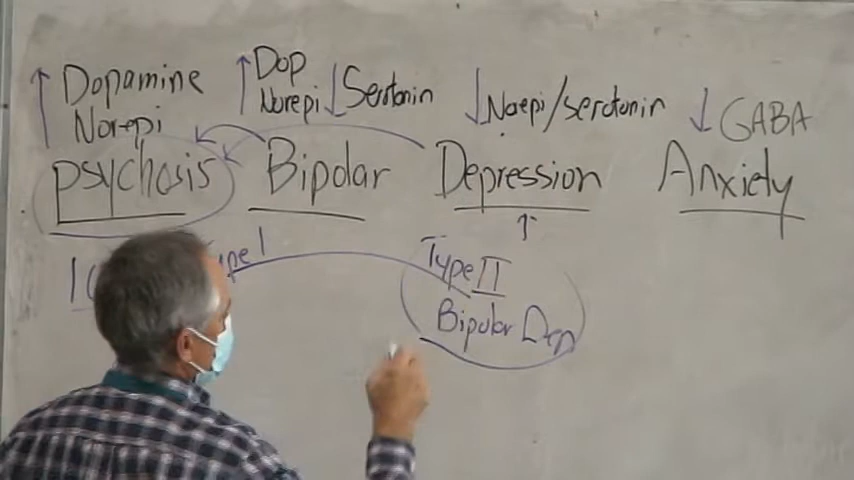 ↑ Dopamine
Norepi
psychosis
↑ Dop
Norepi ↓ Serotonin
Bipolar
↓ Norepi/serotonin
Depression
↑
↓ GABA
Anxiety
Type II
Bipolar Dep